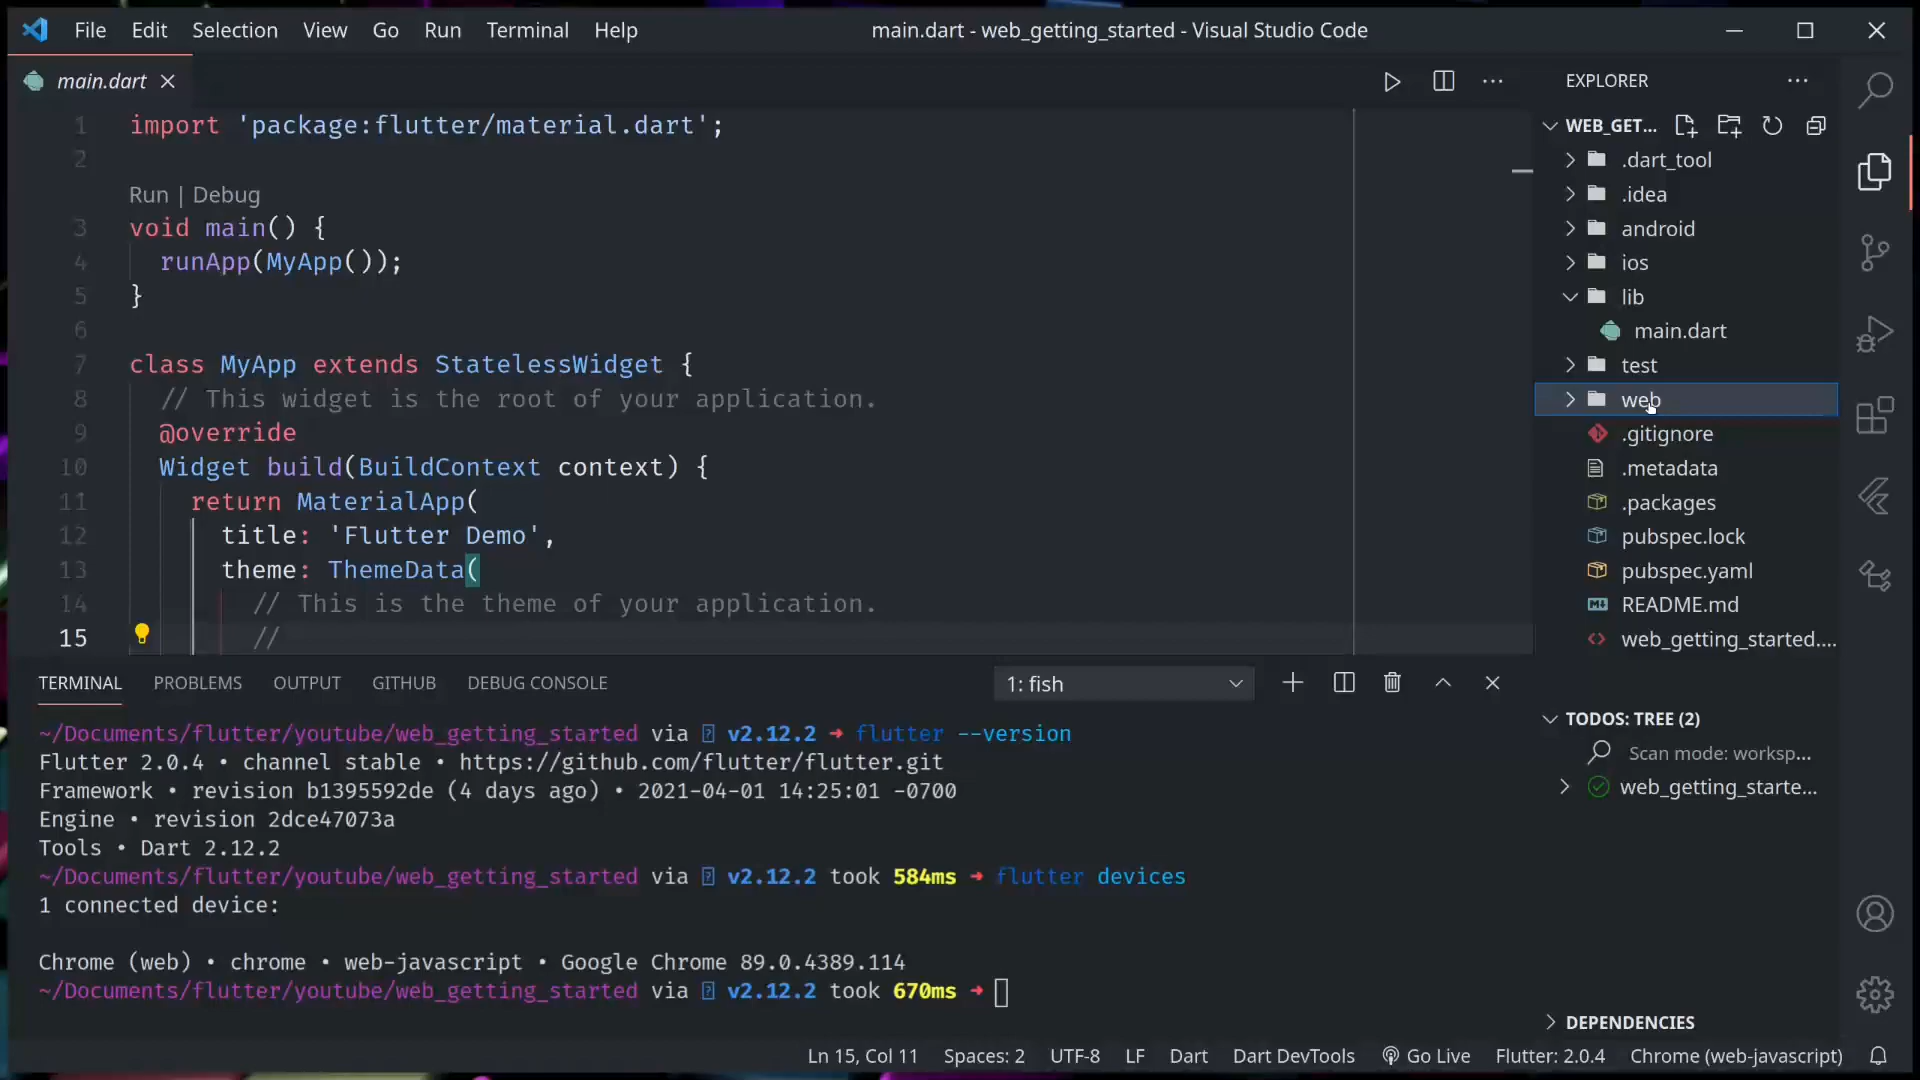 File Edit Selection View Go Run Terminal Help
main.dart - web_getting_started - Visual Studio Code
main.dart
1 import 'package:flutter/material.dart';
2
Run | Debug
3 void main() {
4 runApp(MyApp());
5 }
6
7 class MyApp extends StatelessWidget {
8 // This widget is the root of your application.
9 @override
10 Widget build(BuildContext context) {
11 return MaterialApp(
12 title: 'Flutter Demo',
13 theme: ThemeData(
14 // This is the theme of your application.
15 //
EXPLORER
WEB_GET...
.dart_tool
.idea
android
ios
lib
main.dart
test
web
.gitignore
.metadata
.packages
pubspec.lock
pubspec.yaml
README.md
web_getting_started....
TODOS: TREE (2)
Scan mode: worksp...
web_getting_starte...
DEPENDENCIES
TERMINAL PROBLEMS OUTPUT GITHUB DEBUG CONSOLE
1: fish
~/Documents/flutter/youtube/web_getting_started via v2.12.2 ➜ flutter --version
Flutter 2.0.4 • channel stable • https://github.com/flutter/flutter.git
Framework • revision b1395592de (4 days ago) • 2021-04-01 14:25:01 -0700
Engine • revision 2dce47073a
Tools • Dart 2.12.2
~/Documents/flutter/youtube/web_getting_started via v2.12.2 took 584ms ➜ flutter devices
1 connected device:
Chrome (web) • chrome • web-javascript • Google Chrome 89.0.4389.114
~/Documents/flutter/youtube/web_getting_started via v2.12.2 took 670ms ➜
Ln 15, Col 11 Spaces: 2 UTF-8 LF Dart Dart DevTools Go Live Flutter: 2.0.4 Chrome (web-javascript)